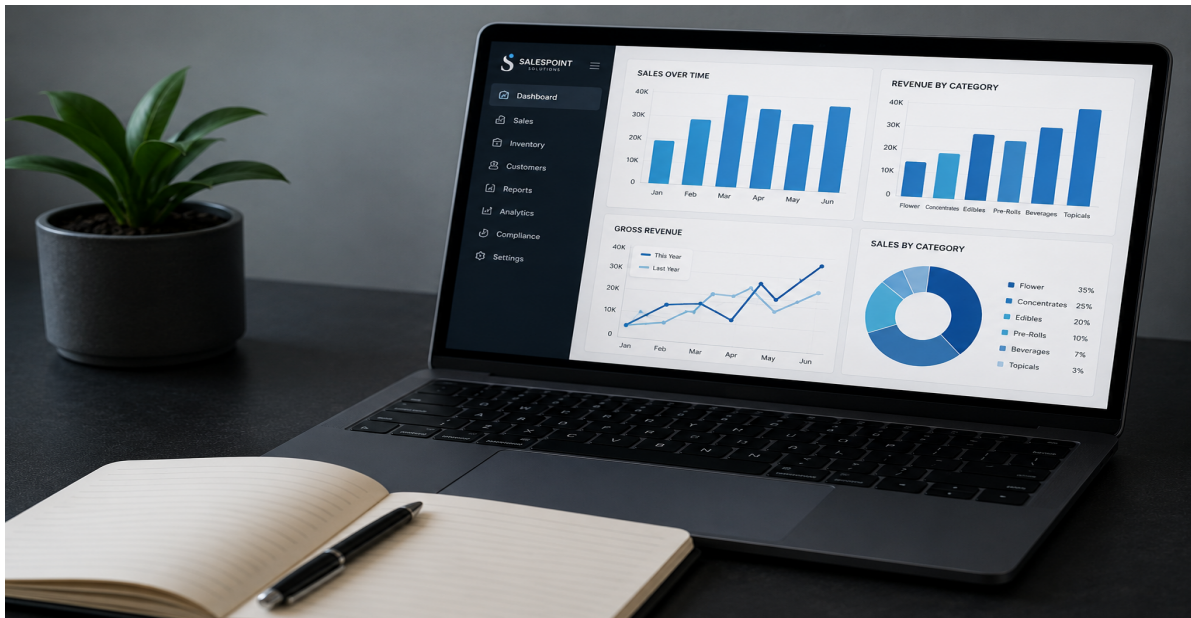 SALESPOINT
SOLUTIONS
Dashboard
Sales
Inventory
Customers
Reports
Analytics
Compliance
Settings
SALES OVER TIME
40K
30K
20K
10K
0
Jan Feb Mar Apr May Jun
REVENUE BY CATEGORY
40K
30K
20K
10K
0
Flower Concentrates Edibles Pre-Rolls Beverages Topicals
GROSS REVENUE
40K
30K
20K
10K
0
This Year
Last Year
Jan Feb Mar Apr May Jun
SALES BY CATEGORY
Flower 35%
Concentrates 25%
Edibles 20%
Pre-Rolls 10%
Beverages 7%
Topicals 3%